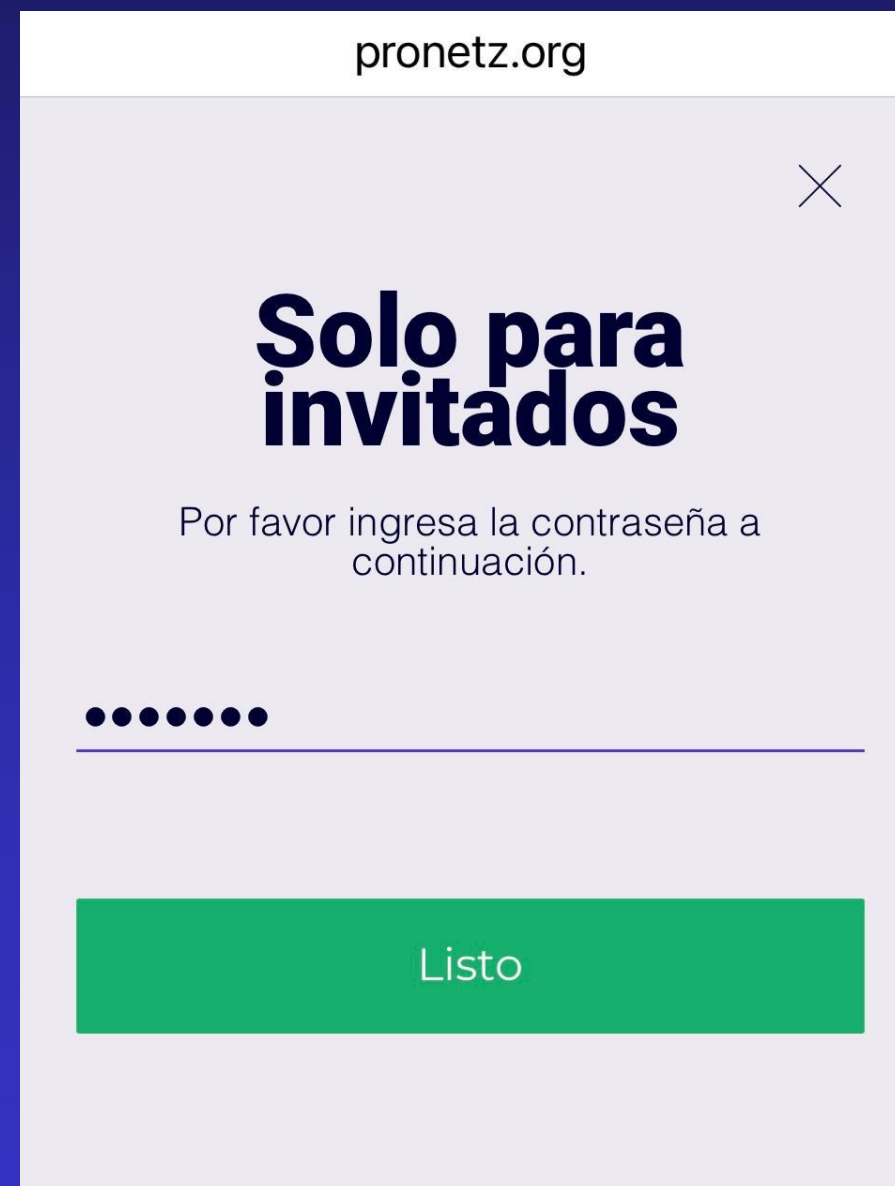 pronetz.org
Solo para
invitados
Por favor ingresa la contraseña a
continuación.
•••••••
Listo